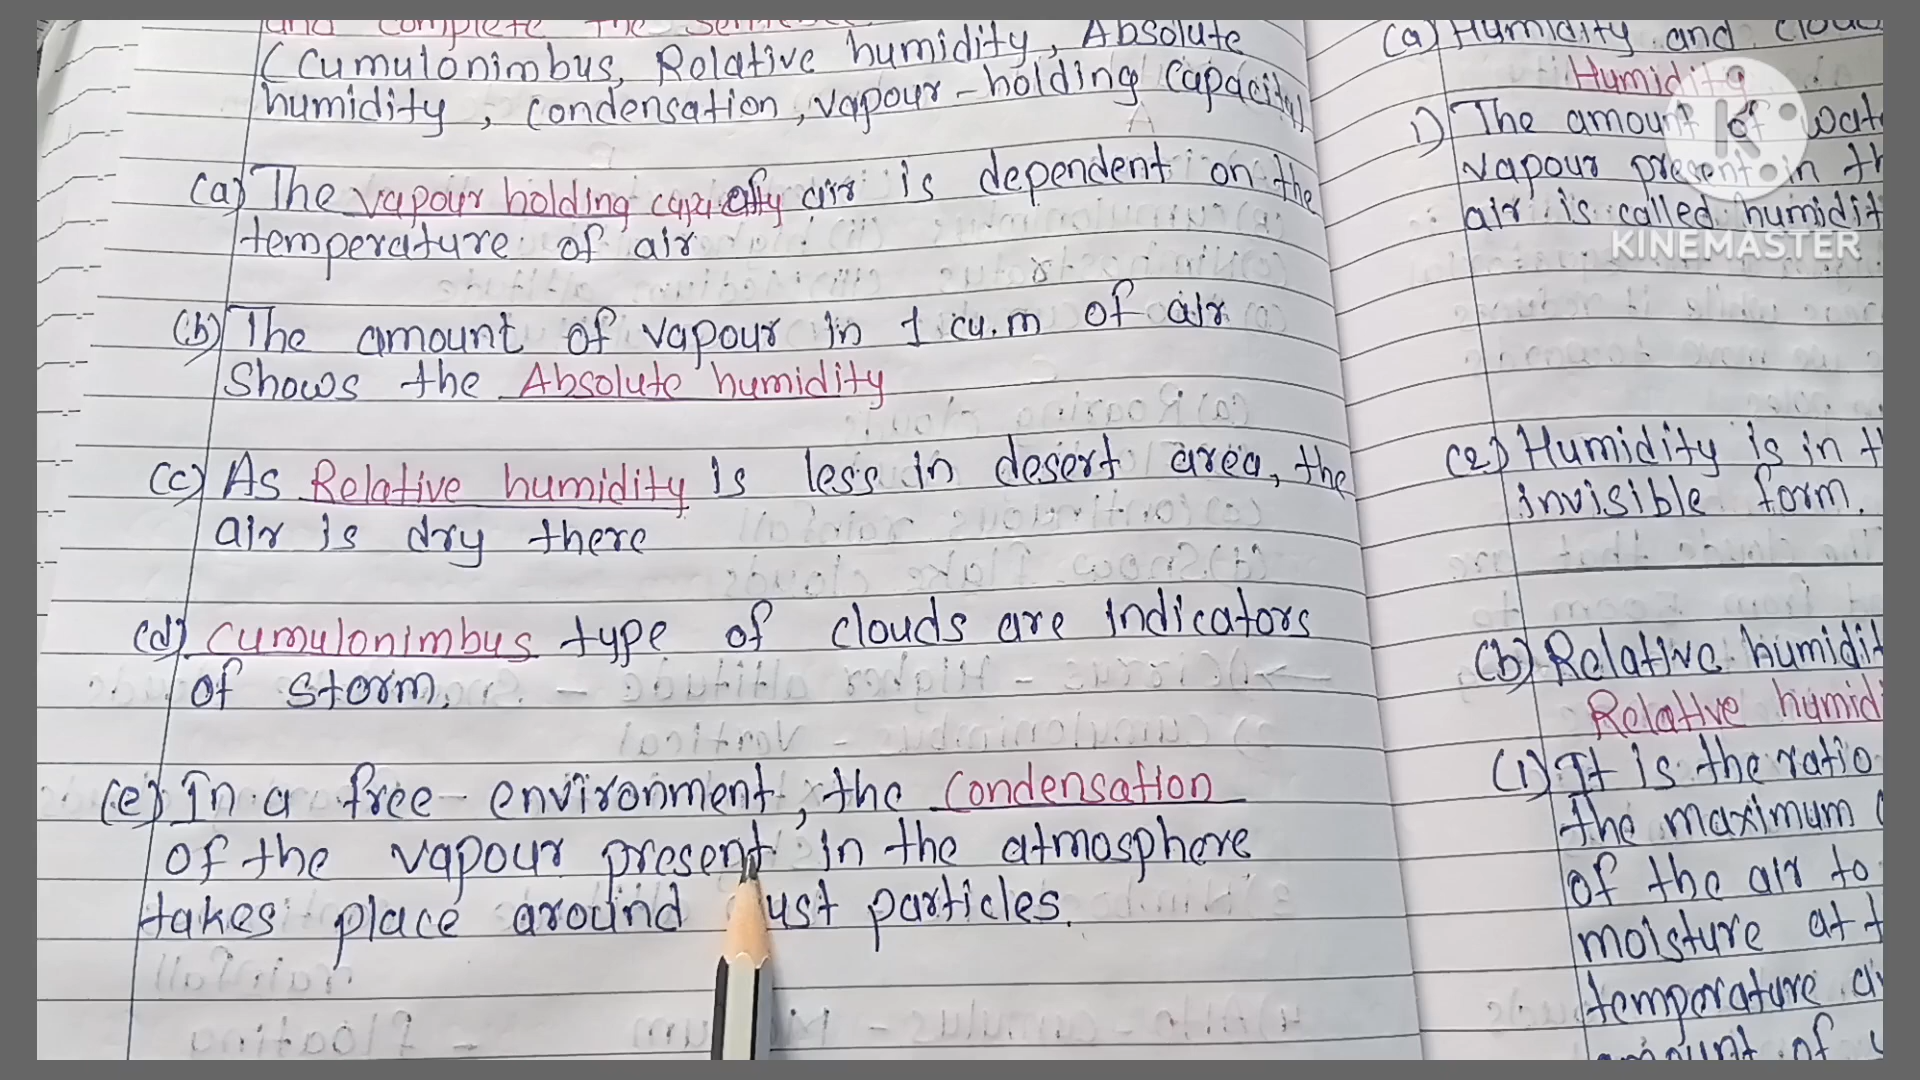 and complete the
(Cumulonimbus, Relative humidity, Absolute
humidity, condensation, vapour-holding capacity)
(a) The vapour holding capacity air is dependent on the
temperature of air
(b) The amount of vapour in 1 cu.m of air
shows the Absolute humidity
(c) As Relative humidity is less in desert area, the
air is dry there
(d) Cumulonimbus type of clouds are indicators
of storm.
(e) In a free environment, the condensation
of the vapour present in the atmosphere
takes place around ust particles.
(a) Humidity and
Humidity
1) The amount of
vapour present in
air is called
(2) Humidity is in
invisible form.
(b) Relative
Relative
(1) It is the ratio
the maximum
of the air to
moisture at
temperature
amount of
KINEMASTER